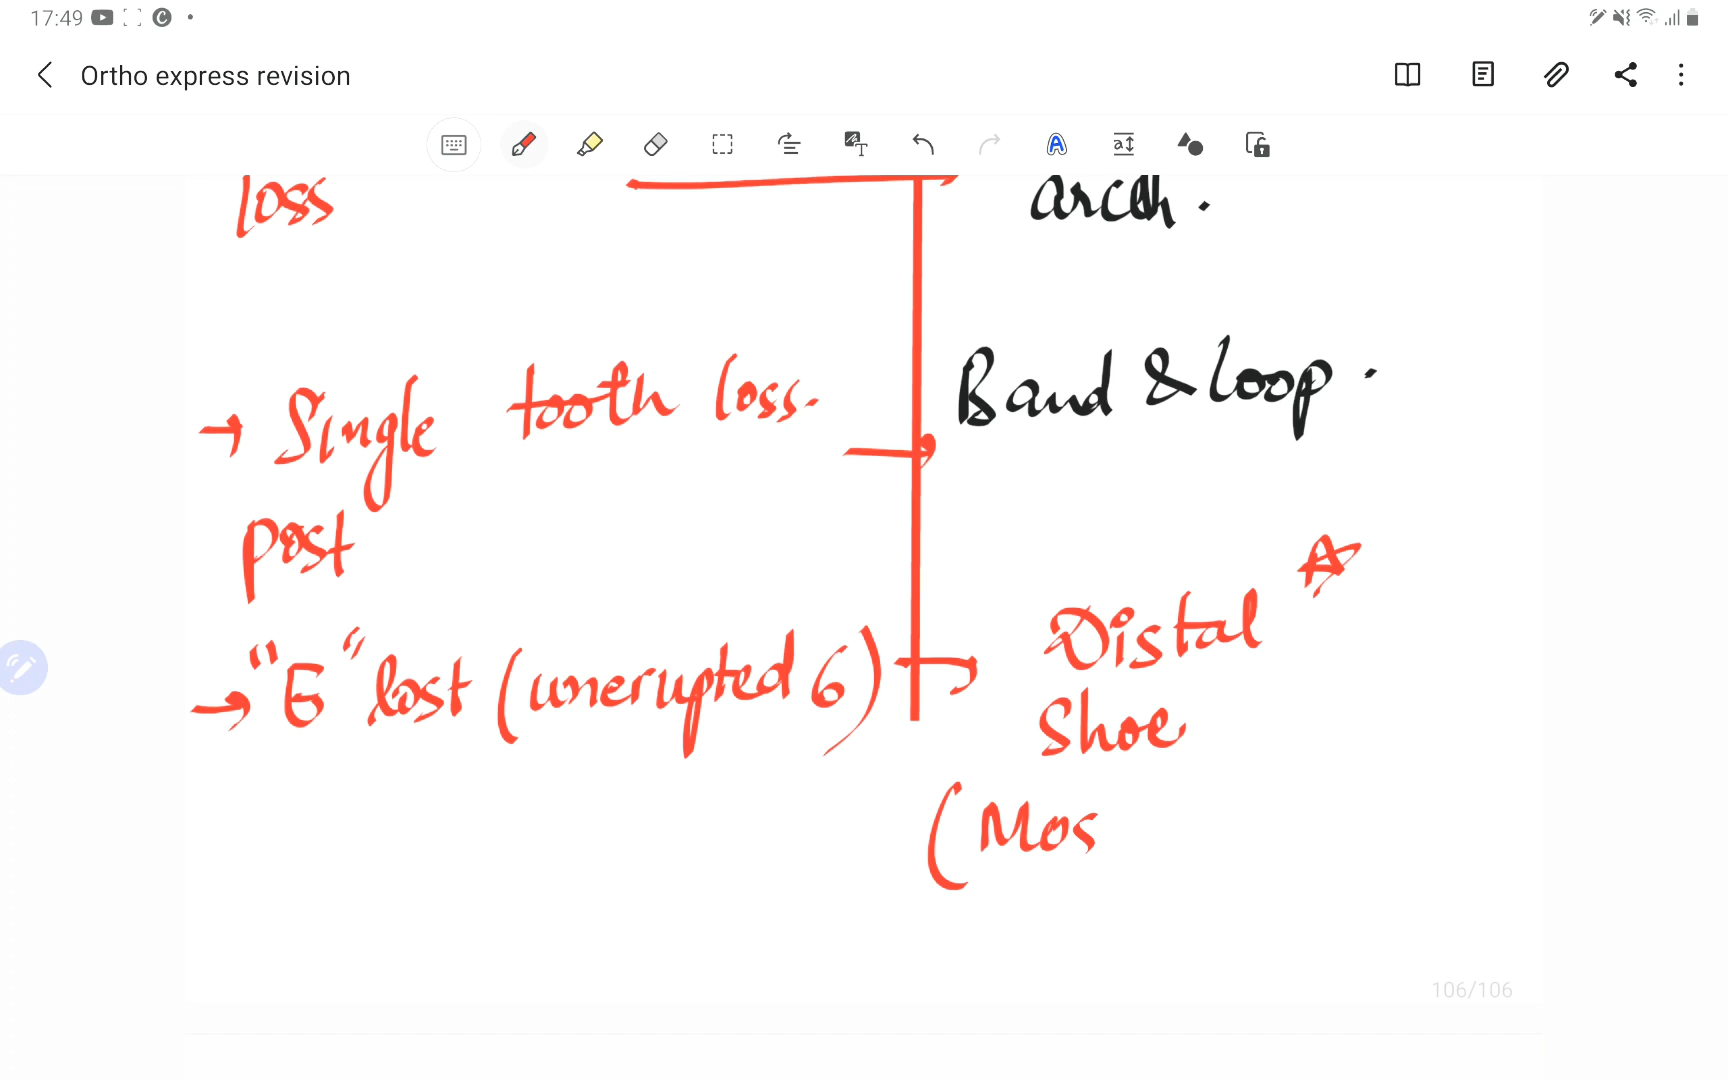 17:49
Ortho express revision
loss
arch.
→ Single tooth loss.
Band & loop.
post
→ "E" lost (unerupted 6)
Distal
Shoe
(Mos
106/106